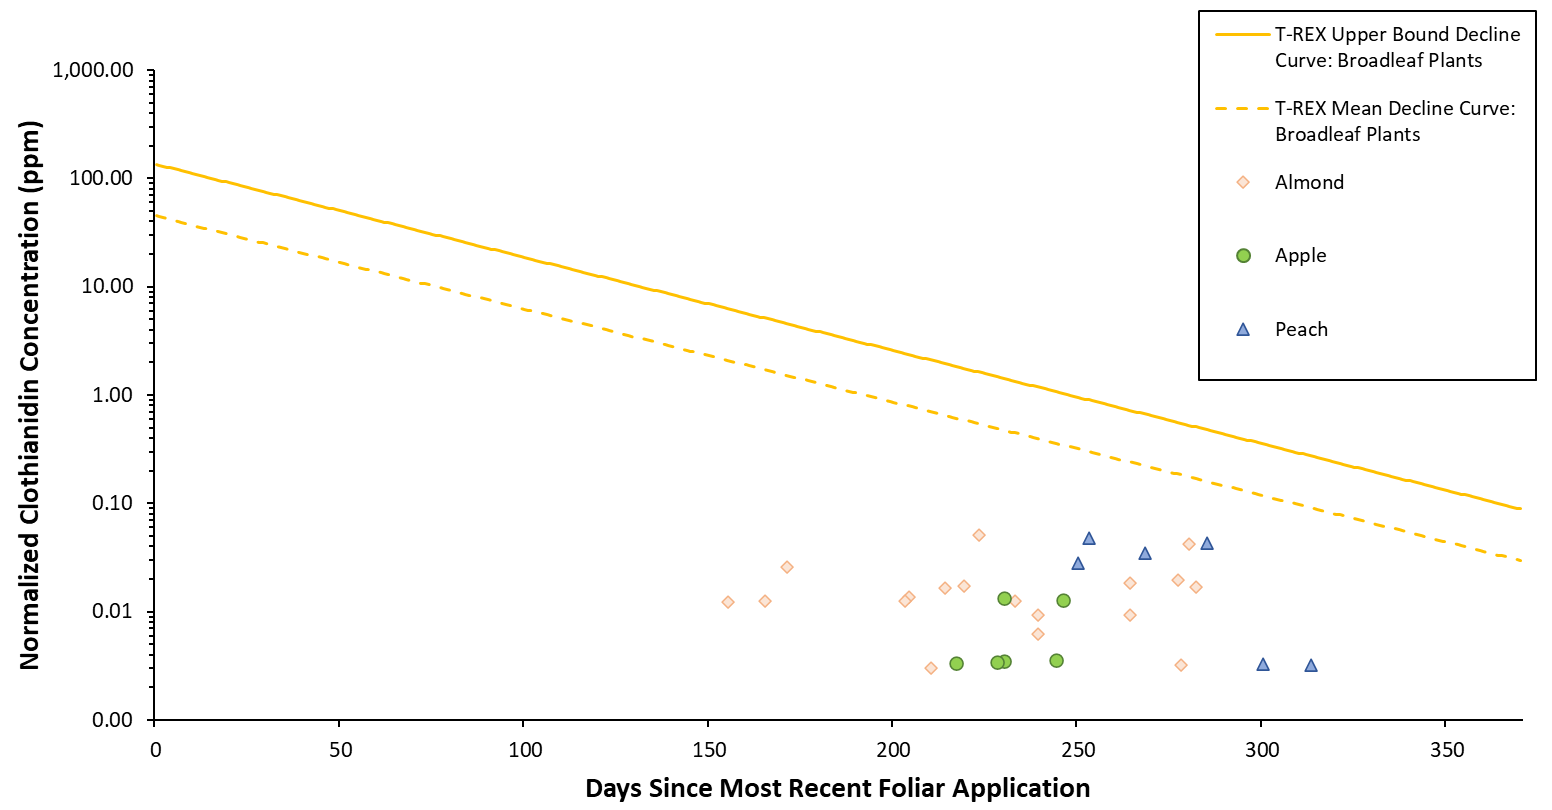 T-REX Upper Bound Decline
Curve: Broadleaf Plants
T-REX Mean Decline Curve:
Broadleaf Plants
Almond
Apple
Peach
Normalized Clothianidin Concentration (ppm)
1,000.00
100.00
10.00
1.00
0.10
0.01
0.00
0 50 100 150 200 250 300 350
Days Since Most Recent Foliar Application